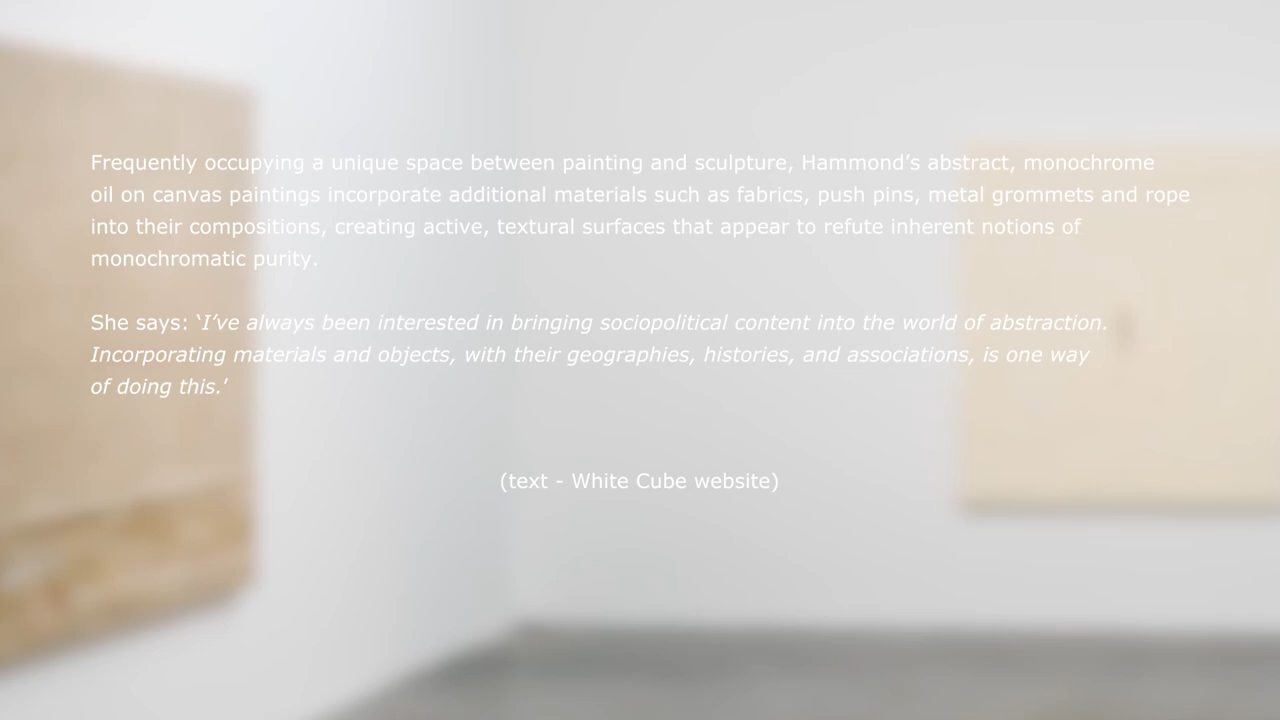 Frequently occupying a unique space between painting and sculpture, Hammond’s abstract, monochrome
oil on canvas paintings incorporate additional materials such as fabrics, push pins, metal grommets and rope
into their compositions, creating active, textural surfaces that appear to refute inherent notions of
monochromatic purity.
She says: ‘I’ve always been interested in bringing sociopolitical content into the world of abstraction.
Incorporating materials and objects, with their geographies, histories, and associations, is one way
of doing this.’
(text - White Cube website)